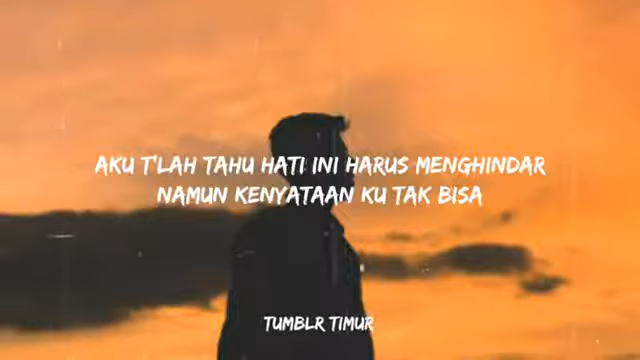 AKU T'LAH TAHU HATI INI HARUS MENGHINDAR
NAMUN KENYATAAN KU TAK BISA
TUMBLR TIMUR